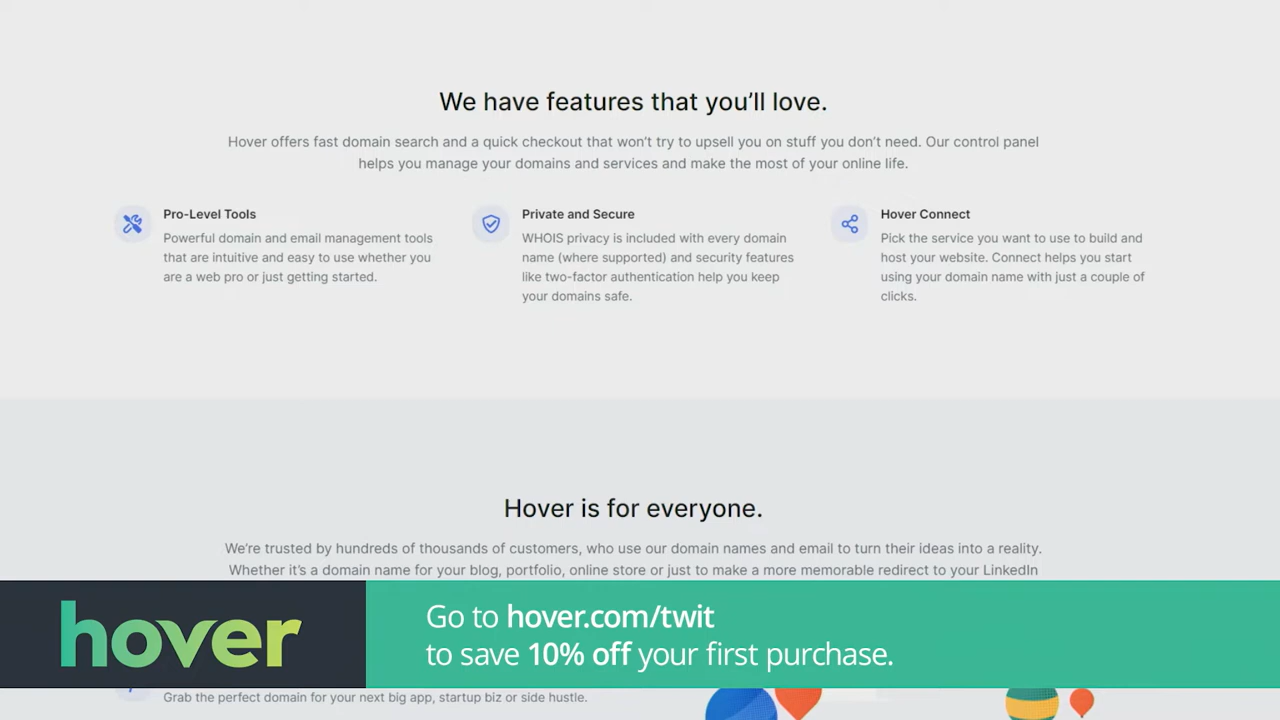 We have features that you'll love.
Hover offers fast domain search and a quick checkout that won't try to upsell you on stuff you don't need. Our control panel
helps you manage your domains and services and make the most of your online life.
Pro-Level Tools
Powerful domain and email management tools
that are intuitive and easy to use whether you
are a web pro or just getting started.
Private and Secure
WHOIS privacy is included with every domain
name (where supported) and security features
like two-factor authentication help you keep
your domains safe.
Hover Connect
Pick the service you want to use to build and
host your website. Connect helps you start
using your domain name with just a couple of
clicks.
Hover is for everyone.
We're trusted by hundreds of thousands of customers, who use our domain names and email to turn their ideas into a reality.
Whether it's a domain name for your blog, portfolio, online store or just to make a more memorable redirect to your LinkedIn
hover
Go to hover.com/twit
to save 10% off your first purchase.
Grab the perfect domain for your next big app, startup biz or side hustle.